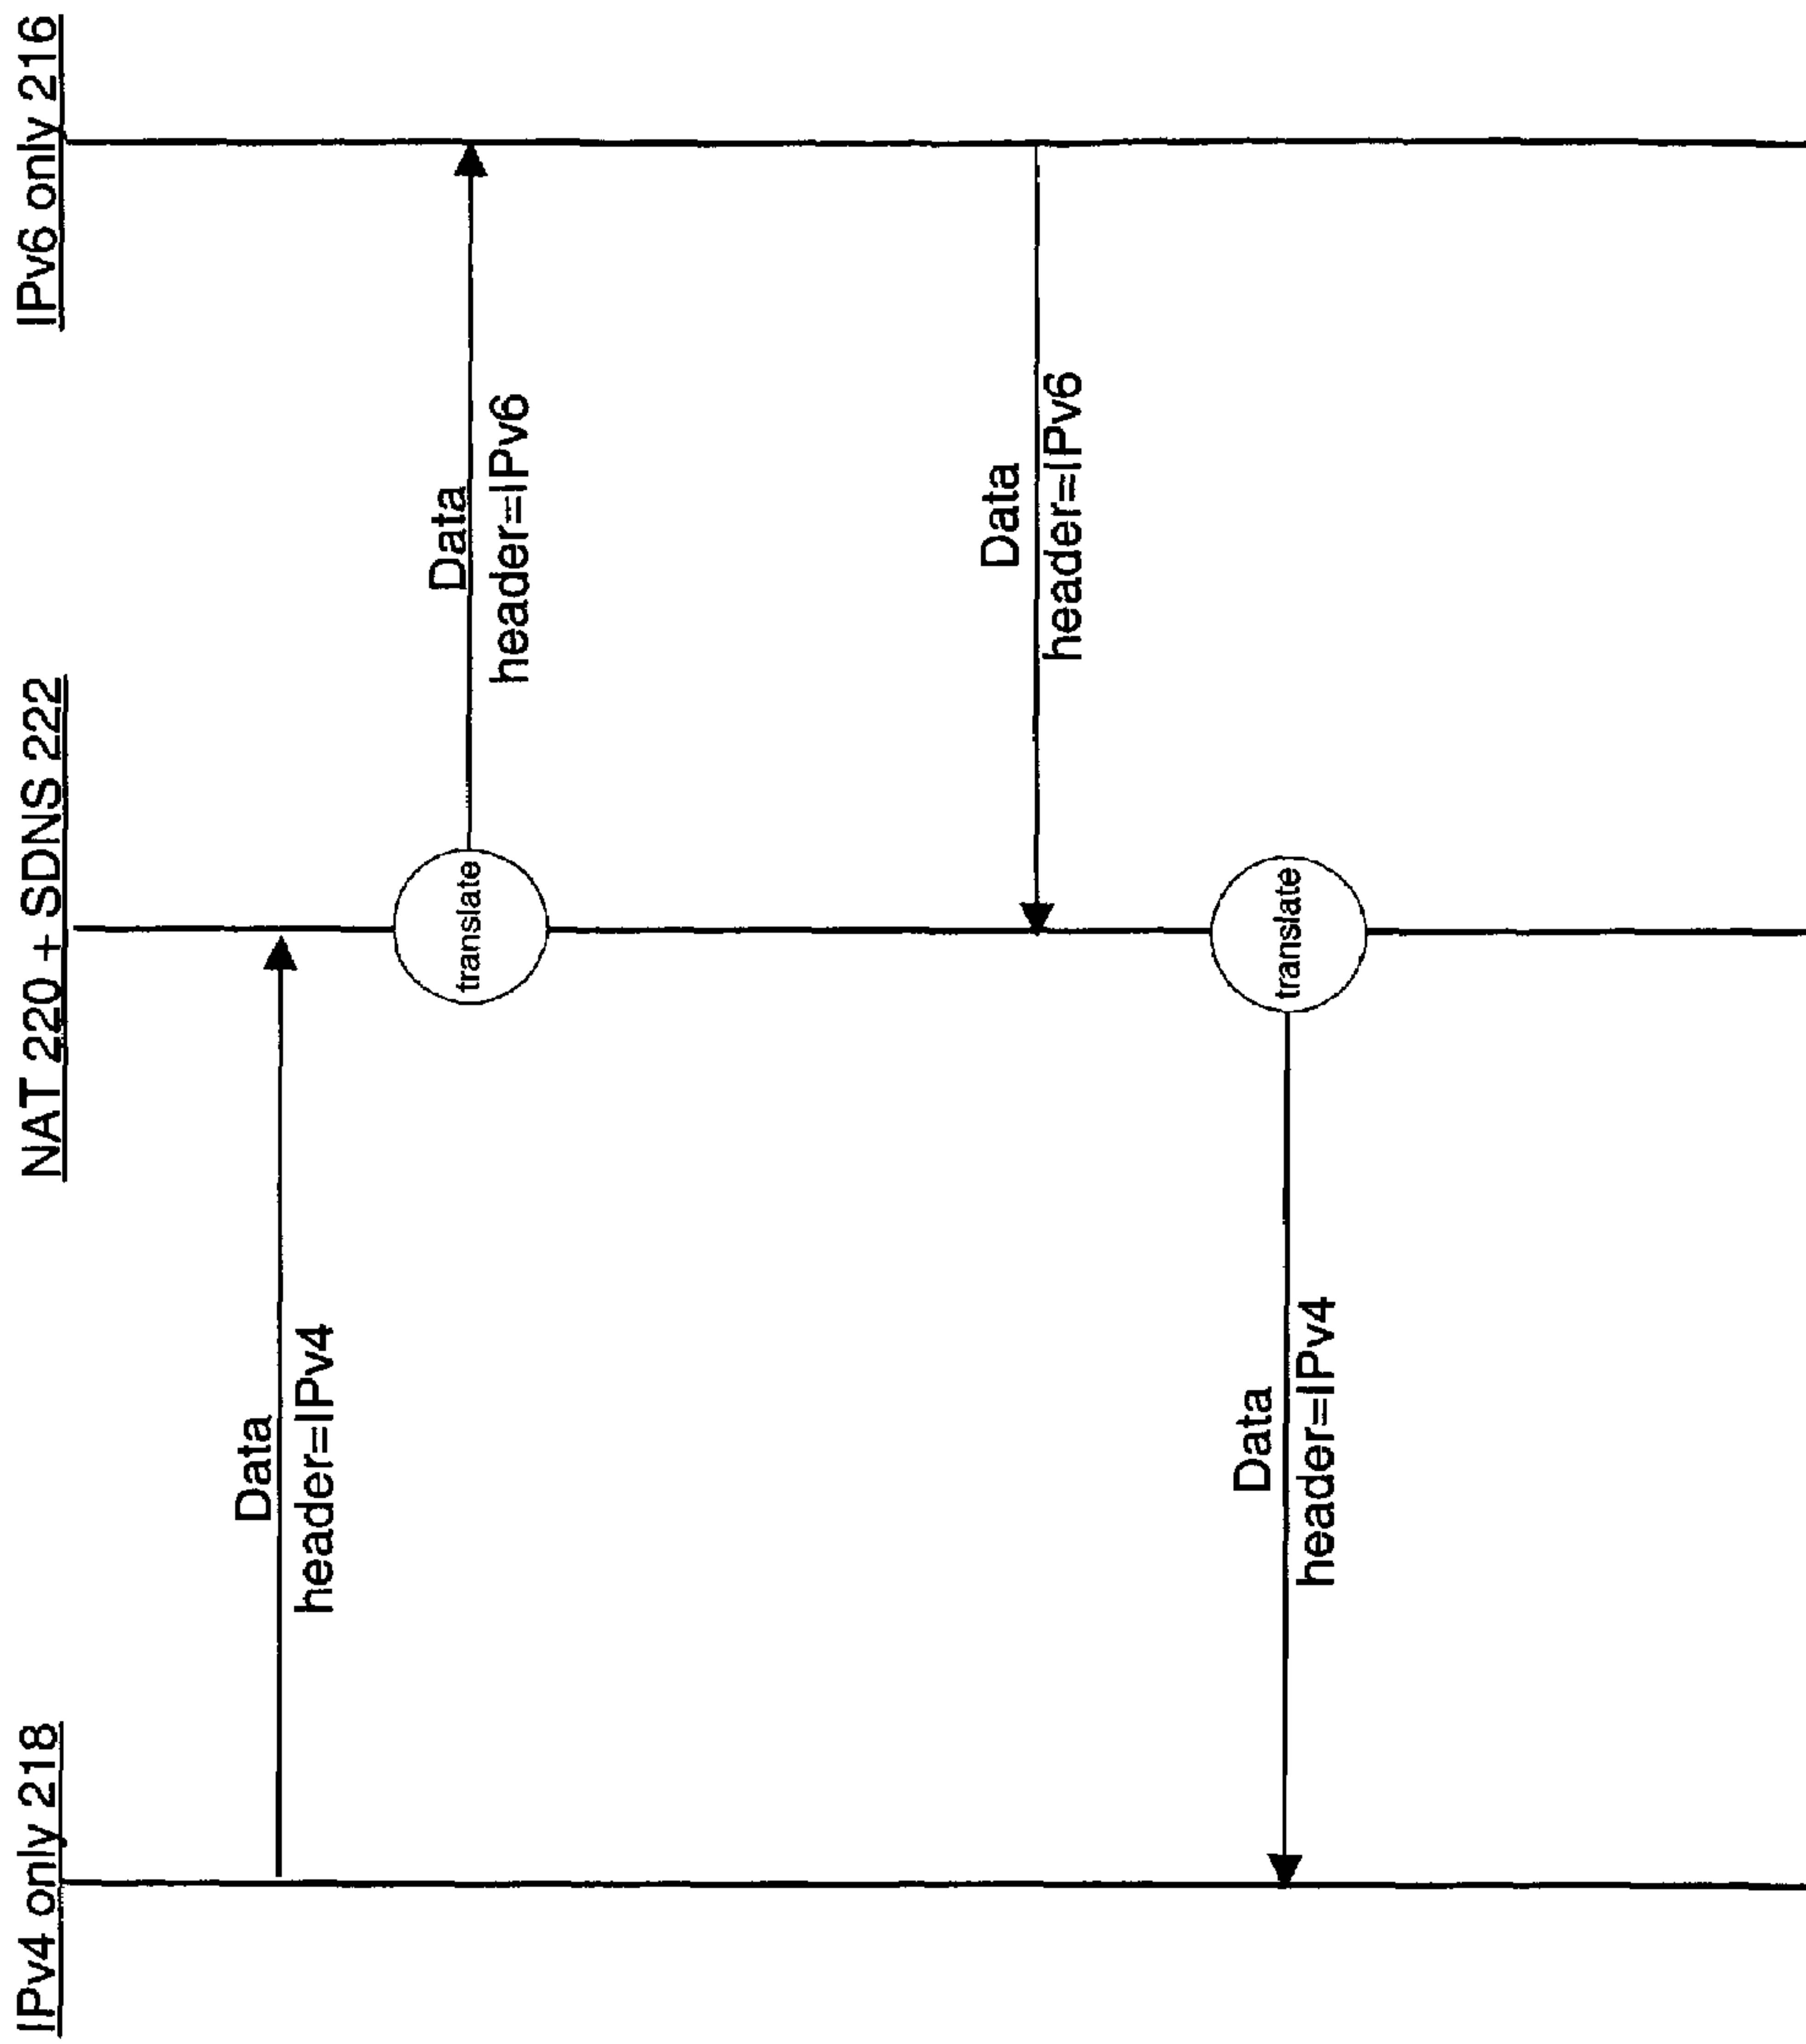 IPv4 only 218
NAT 220 + SDNS 222
IPv6 only 216
Data
header=IPv4
translate
Data
header=IPv6
Data
header=IPv6
translate
Data
header=IPv4